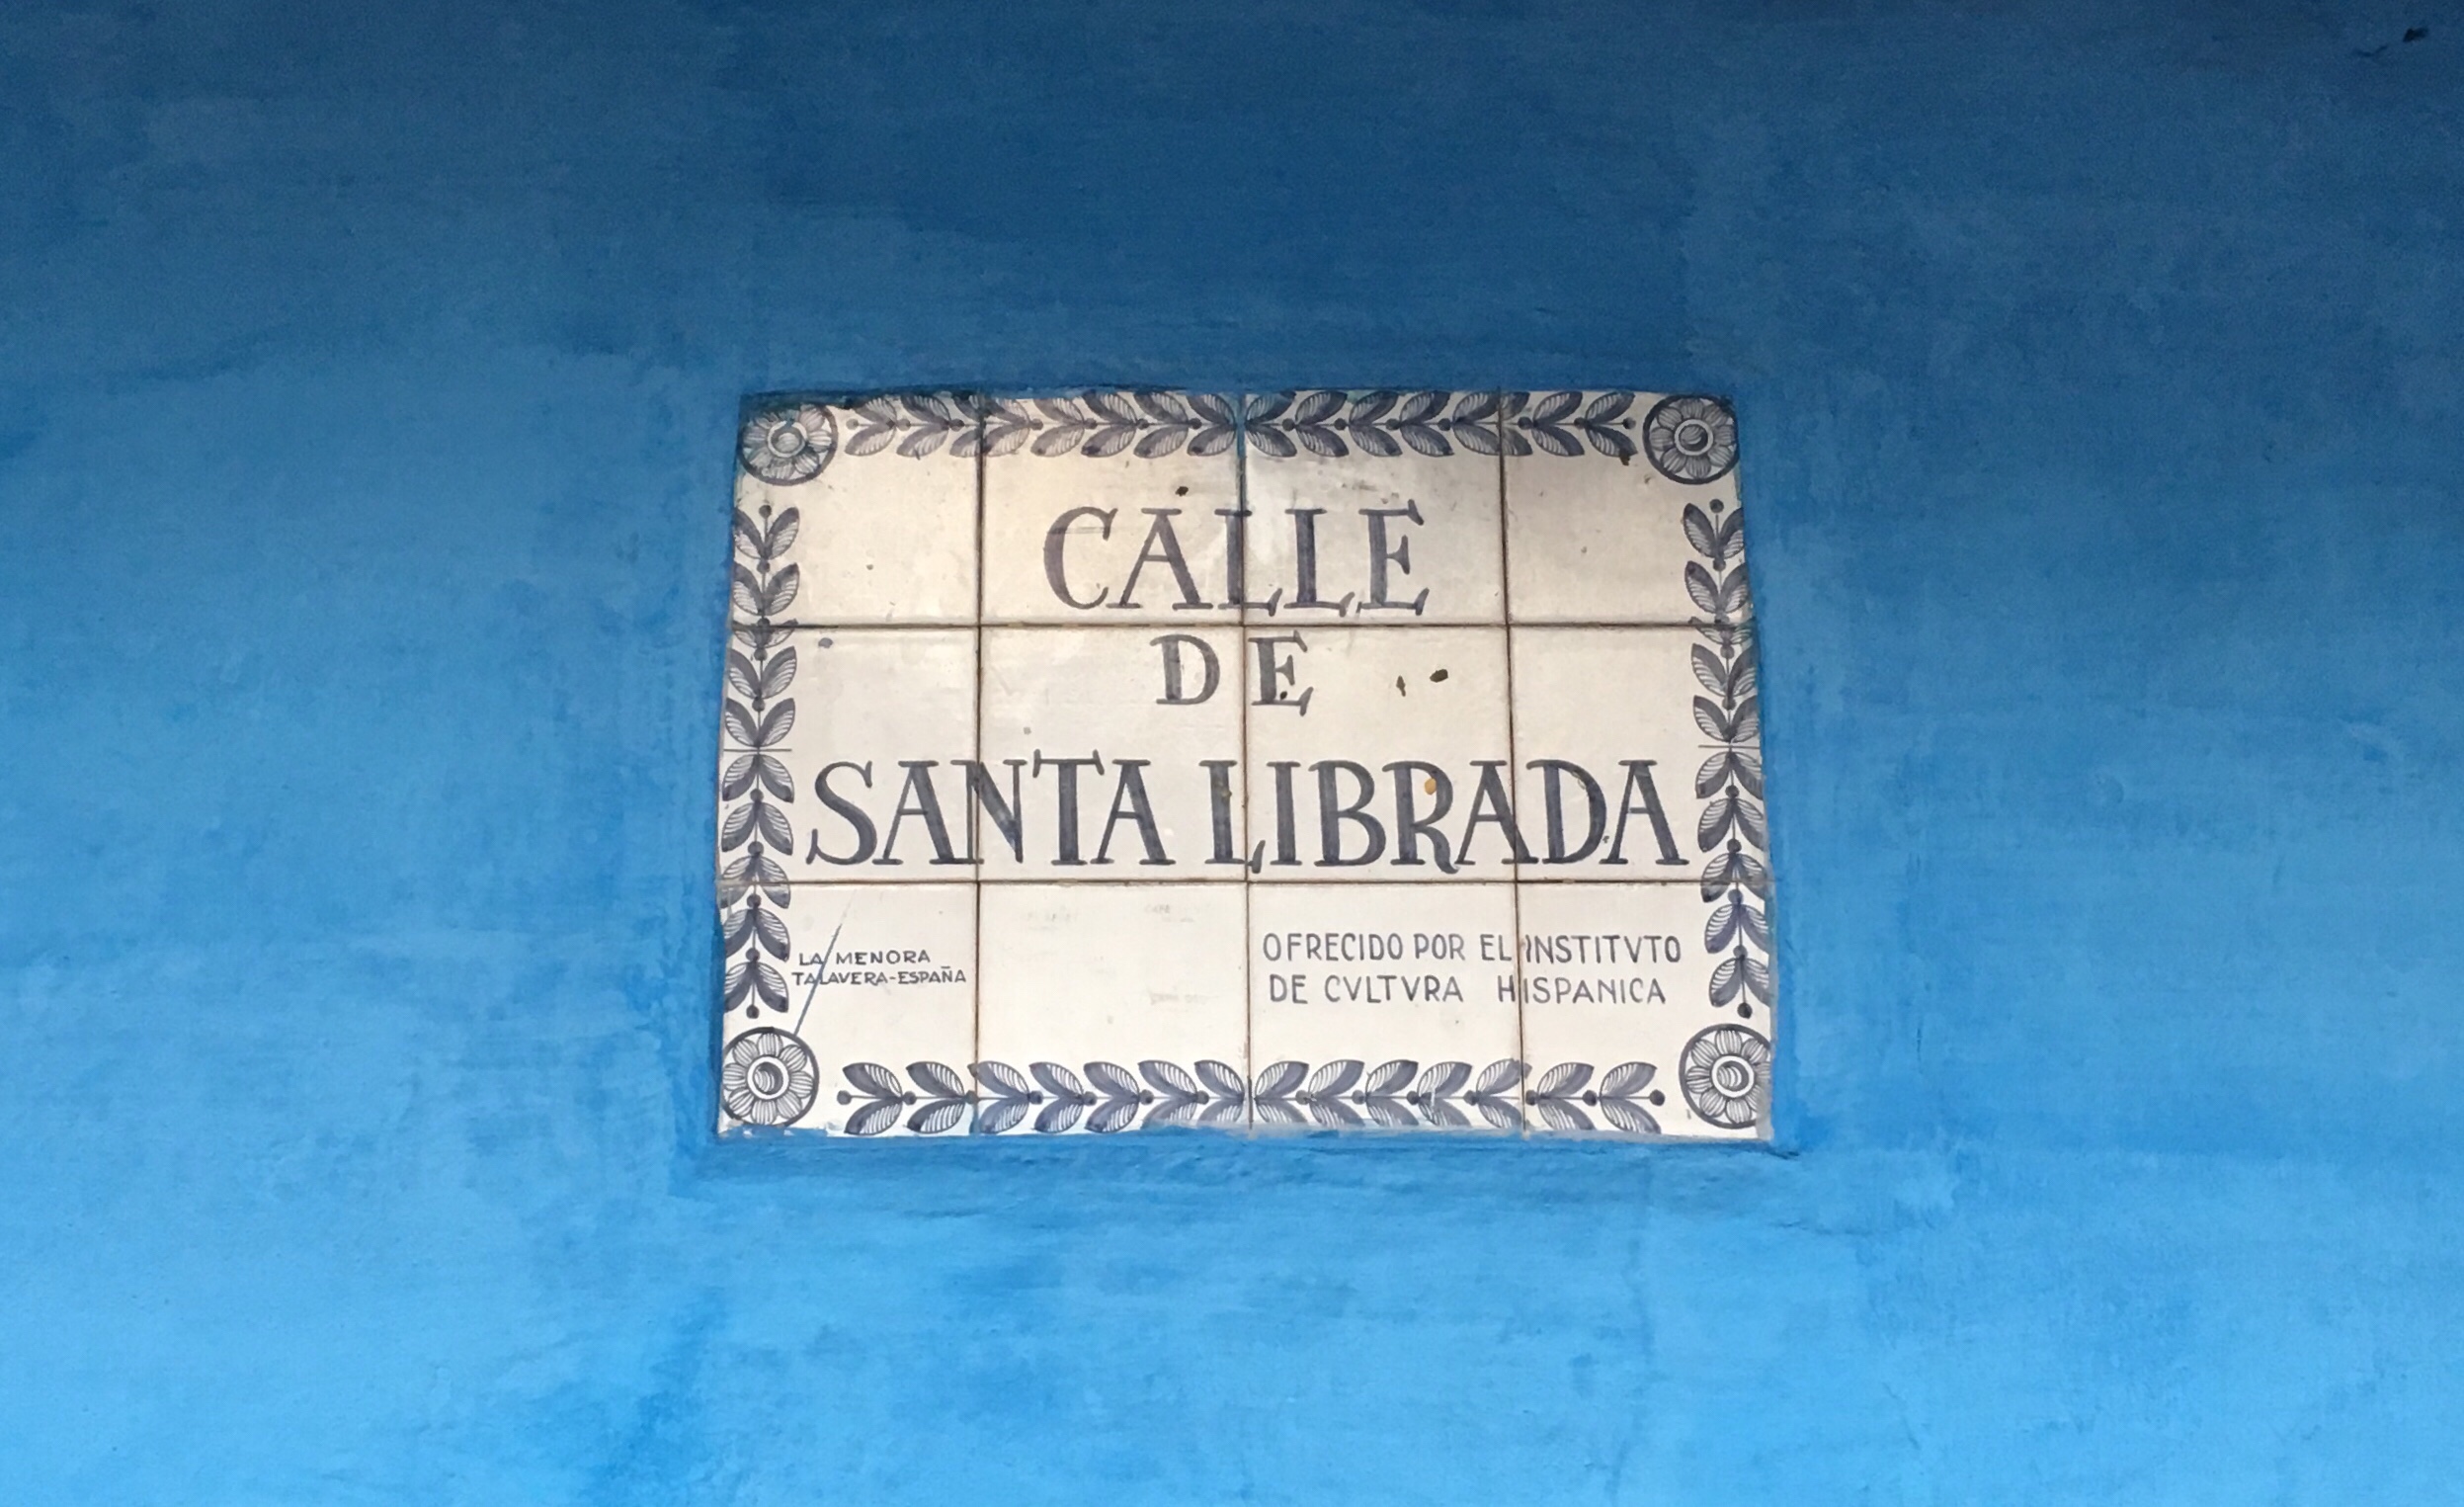 CALLE
DE
SANTA LIBRADA
LA MENORA
TALAVERA-ESPAÑA
OFRECIDO POR EL INSTITVTO
DE CVLTVRA HISPANICA